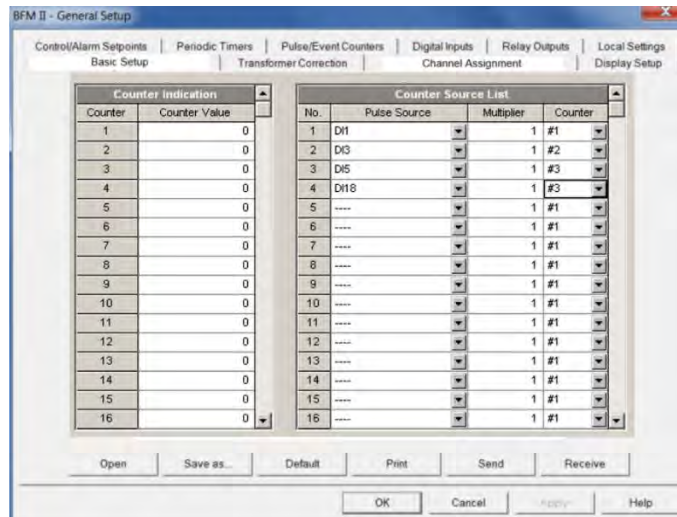 BFM II - General Setup
Control/Alarm Setpoints Periodic Timers Pulse/Event Counters Digital Inputs Relay Outputs Local Settings
Basic Setup Transformer Correction Channel Assignment Display Setup
Counter Indication Counter Source List
Counter Counter Value No. Pulse Source Multiplier Counter
1 0 1 DI1 1 #1
2 0 2 DI3 1 #2
3 0 3 DI5 1 #3
4 0 4 DI18 1 #3
5 0 5 ---- 1 #1
6 0 6 ---- 1 #1
7 0 7 ---- 1 #1
8 0 8 ---- 1 #1
9 0 9 ---- 1 #1
10 0 10 ---- 1 #1
11 0 11 ---- 1 #1
12 0 12 ---- 1 #1
13 0 13 ---- 1 #1
14 0 14 ---- 1 #1
15 0 15 ---- 1 #1
16 0 16 ---- 1 #1
Open Save as... Default Print Send Receive
OK Cancel Apply Help